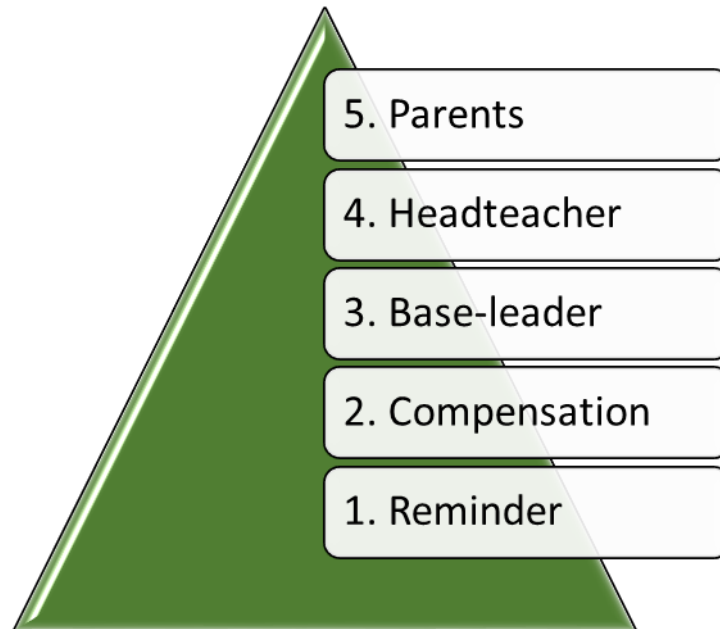 5. Parents
4. Headteacher
3. Base-leader
2. Compensation
1. Reminder